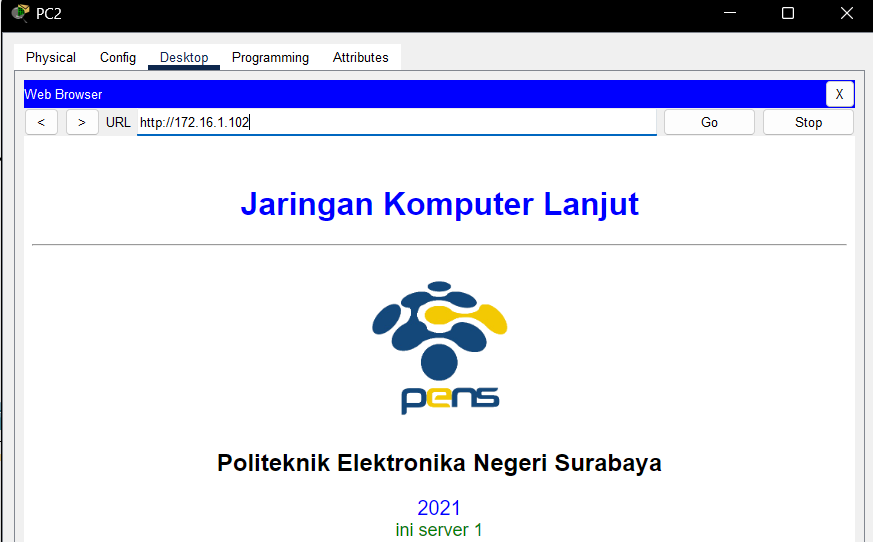 PC2
Physical Config Desktop Programming Attributes
Web Browser X
< > URL http://172.16.1.102 Go Stop
Jaringan Komputer Lanjut
pens
Politeknik Elektronika Negeri Surabaya
2021
ini server 1